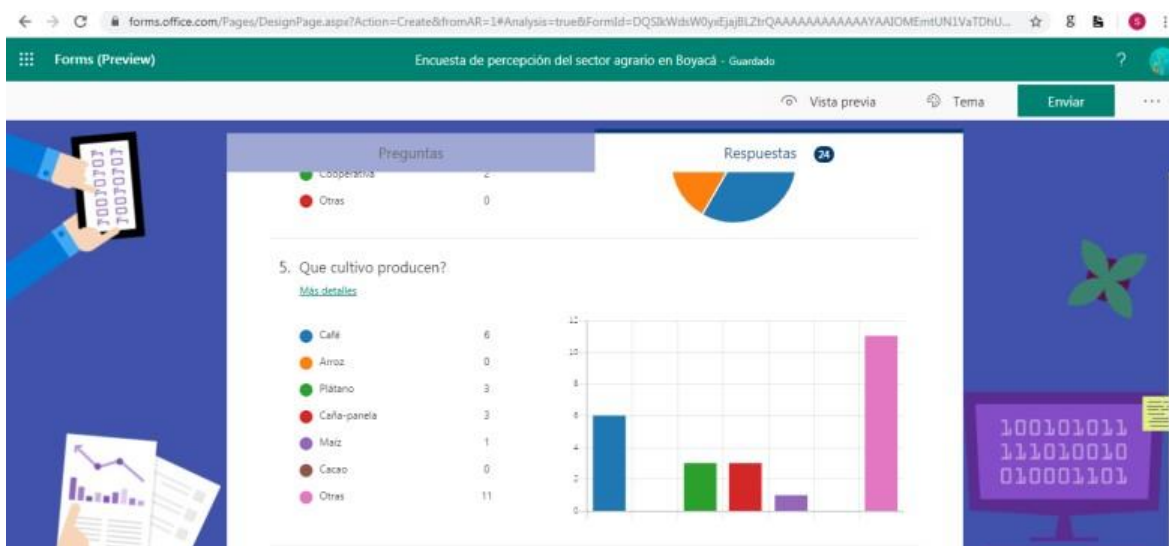 forms.office.com/Pages/DesignPage.aspx?Action=Create&fromAR=1#Analysis=true&FormId=
Forms (Preview)
Encuesta de percepción del sector agrario en Boyacá - Guardado
?
Vista previa
Tema
Enviar
...
Preguntas
Respuestas 24
Cooperativa 2
Otras 0
5. Que cultivo producen?
Más detalles
Café 6
Arroz 0
Plátano 3
Caña-panela 3
Maíz 1
Cacao 0
Otras 11
12
10
8
6
4
2
0
100101011
111010010
010001101